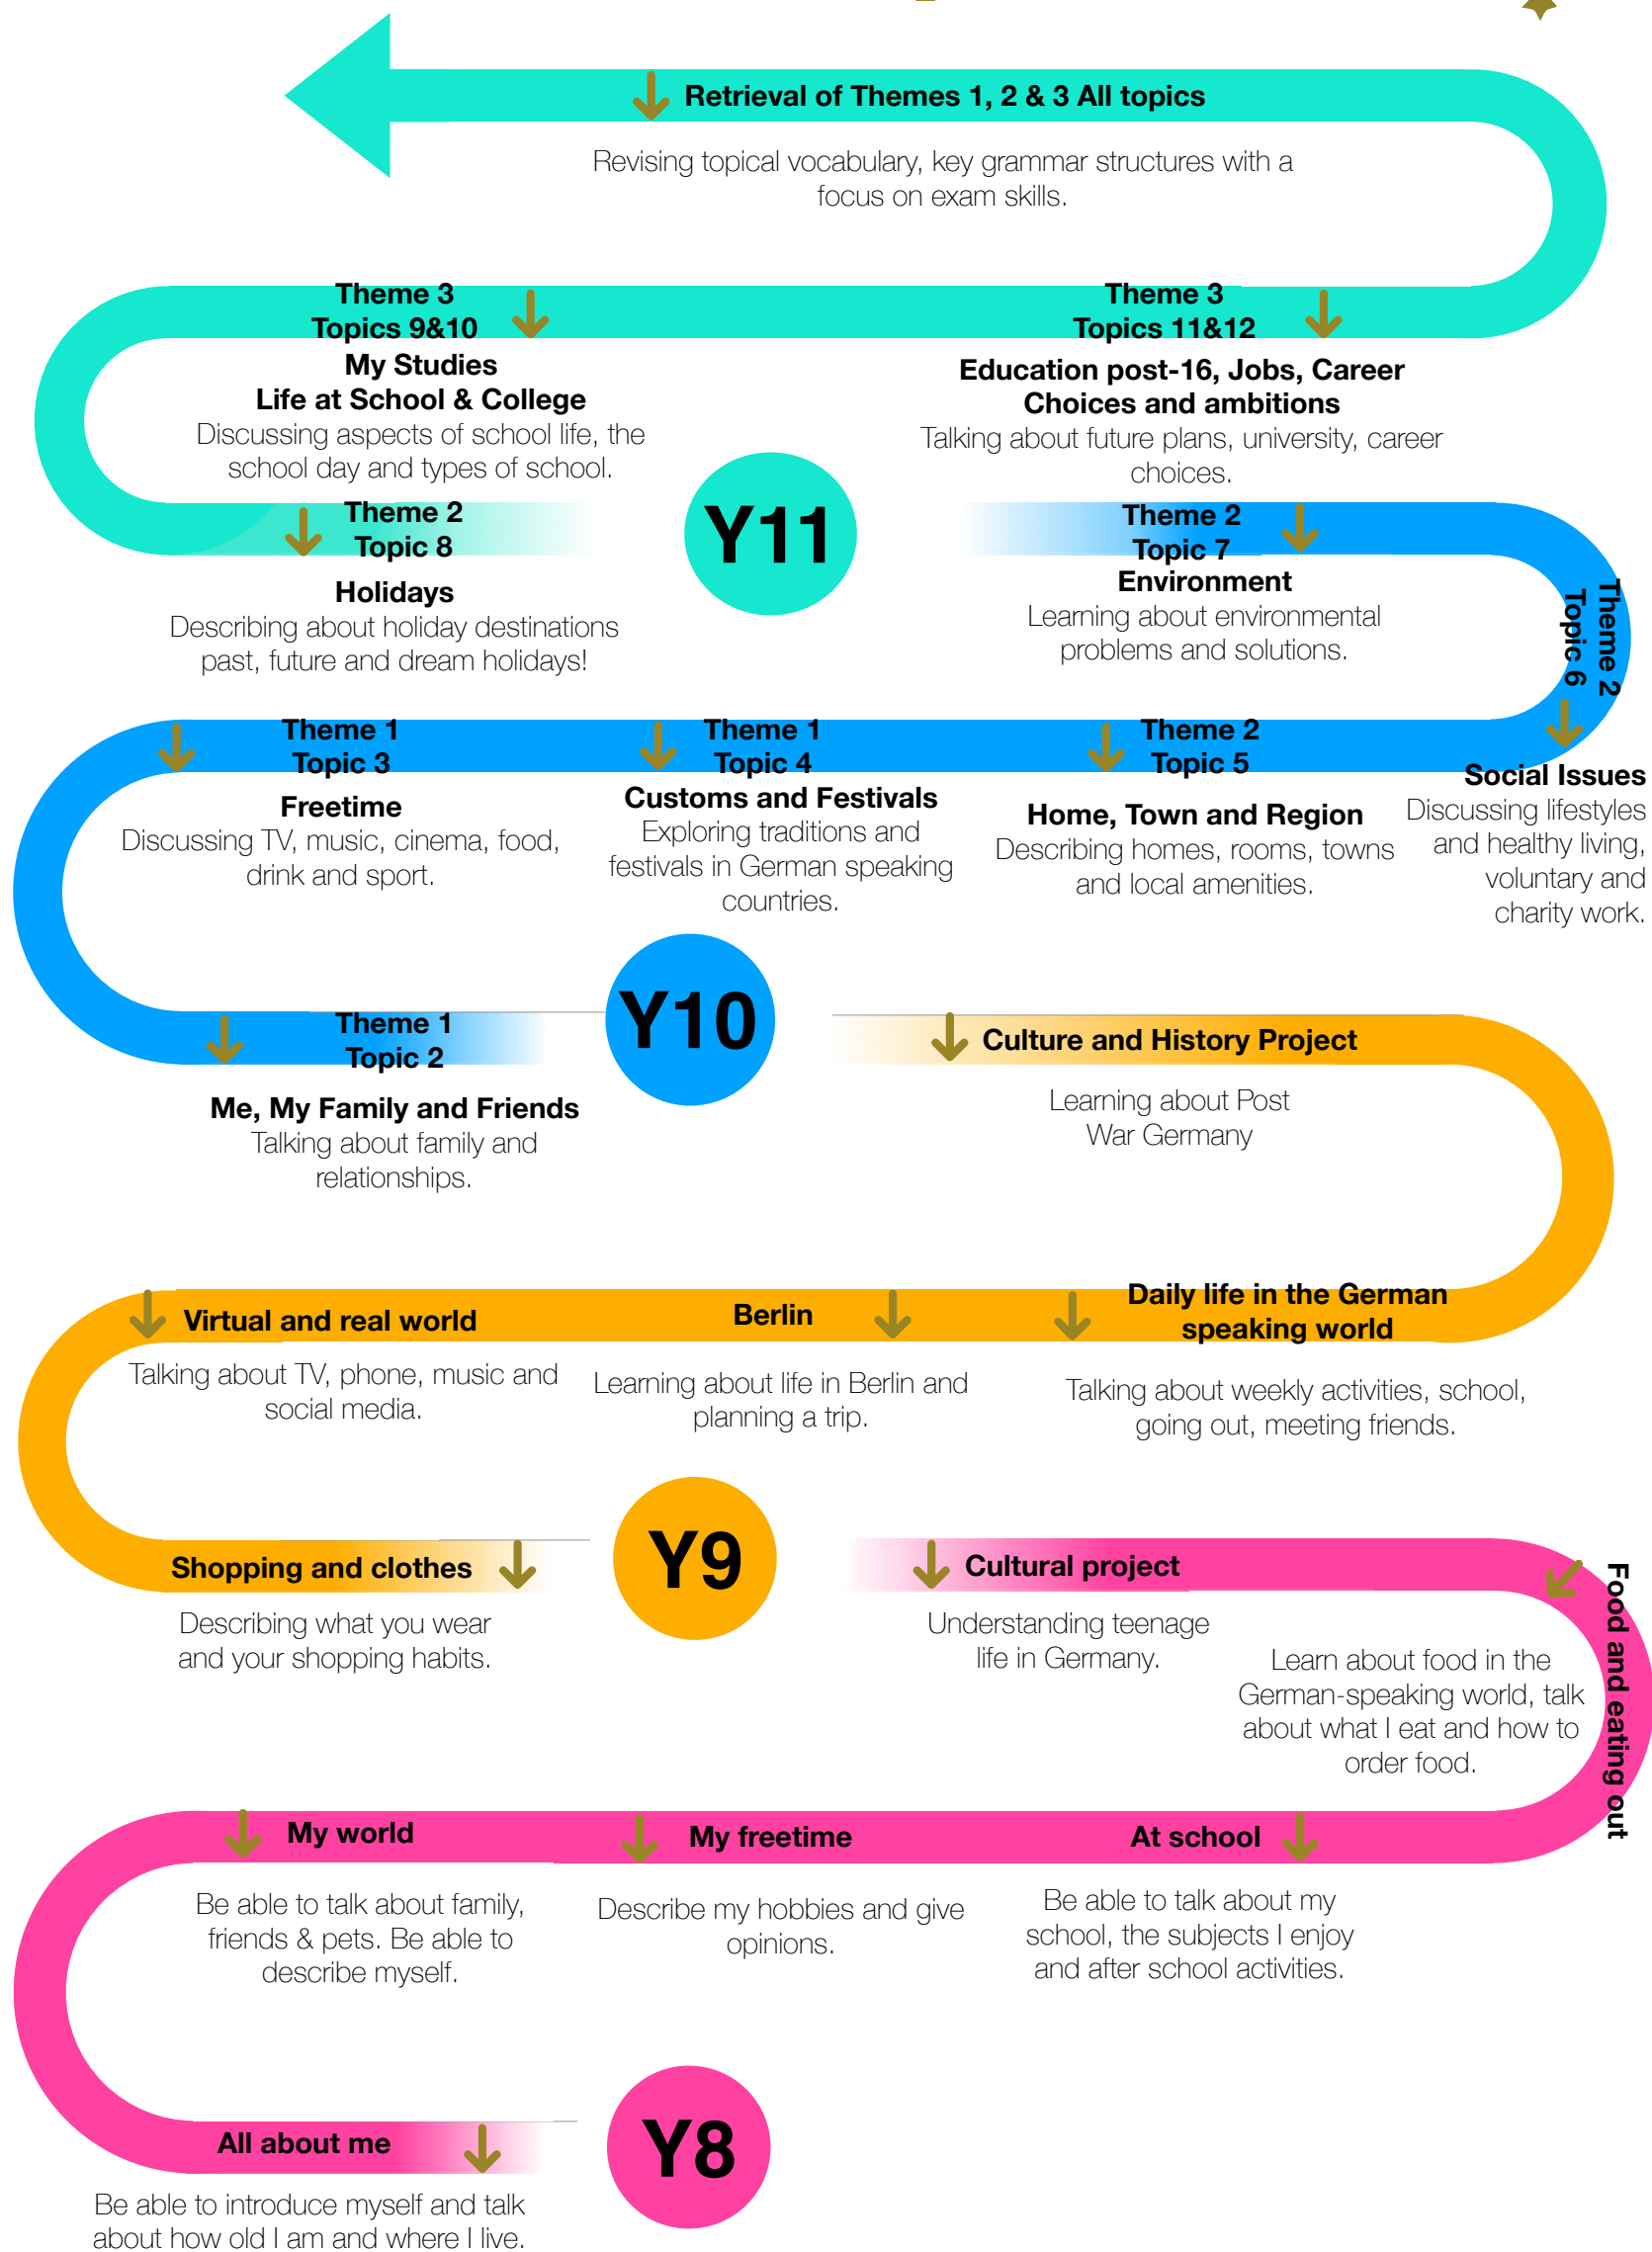 Retrieval of Themes 1, 2 & 3 All topics
Revising topical vocabulary, key grammar structures with a
focus on exam skills.
Theme 3
Topics 9&10
My Studies
Life at School & College
Discussing aspects of school life, the
school day and types of school.
Theme 3
Topics 11&12
Education post-16, Jobs, Career
Choices and ambitions
Talking about future plans, university, career
choices.
Theme 2
Topic 8
Holidays
Describing about holiday destinations
past, future and dream holidays!
Y11
Theme 2
Topic 7
Environment
Learning about environmental
problems and solutions.
Theme 2
Topic 6
Social Issues
Discussing lifestyles
and healthy living,
voluntary and
charity work.
Theme 1
Topic 3
Freetime
Discussing TV, music, cinema, food,
drink and sport.
Theme 1
Topic 4
Customs and Festivals
Exploring traditions and
festivals in German speaking
countries.
Theme 2
Topic 5
Home, Town and Region
Describing homes, rooms, towns
and local amenities.
Theme 1
Topic 2
Me, My Family and Friends
Talking about family and
relationships.
Y10
Culture and History Project
Learning about Post
War Germany
Virtual and real world
Talking about TV, phone, music and
social media.
Berlin
Learning about life in Berlin and
planning a trip.
Daily life in the German
speaking world
Talking about weekly activities, school,
going out, meeting friends.
Shopping and clothes
Describing what you wear
and your shopping habits.
Y9
Cultural project
Understanding teenage
life in Germany.
Food and eating out
Learn about food in the
German-speaking world, talk
about what I eat and how to
order food.
My world
Be able to talk about family,
friends & pets. Be able to
describe myself.
My freetime
Describe my hobbies and give
opinions.
At school
Be able to talk about my
school, the subjects I enjoy
and after school activities.
All about me
Be able to introduce myself and talk
about how old I am and where I live.
Y8